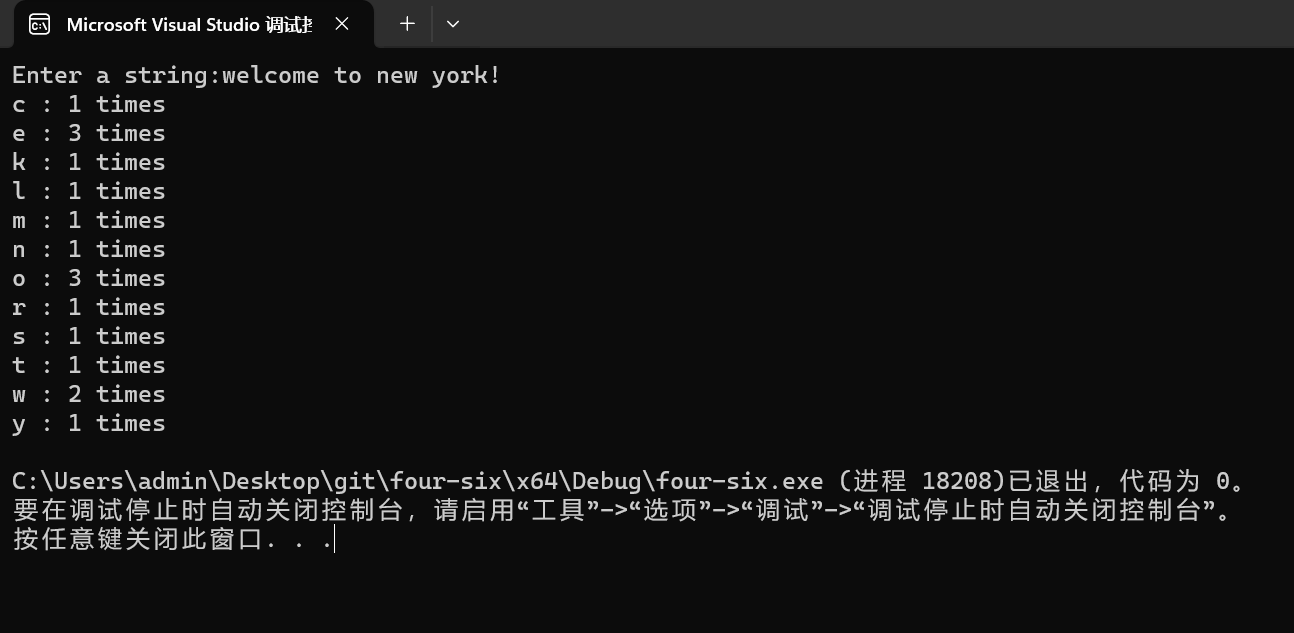 Microsoft Visual Studio 调试
Enter a string:welcome to new york!
c : 1 times
e : 3 times
k : 1 times
l : 1 times
m : 1 times
n : 1 times
o : 3 times
r : 1 times
s : 1 times
t : 1 times
w : 2 times
y : 1 times
C:\Users\admin\Desktop\git\four-six\x64\Debug\four-six.exe (进程 18208)已退出，代码为 0。
要在调试停止时自动关闭控制台，请启用“工具”->“选项”->“调试”->“调试停止时自动关闭控制台”。
按任意键关闭此窗口. . .